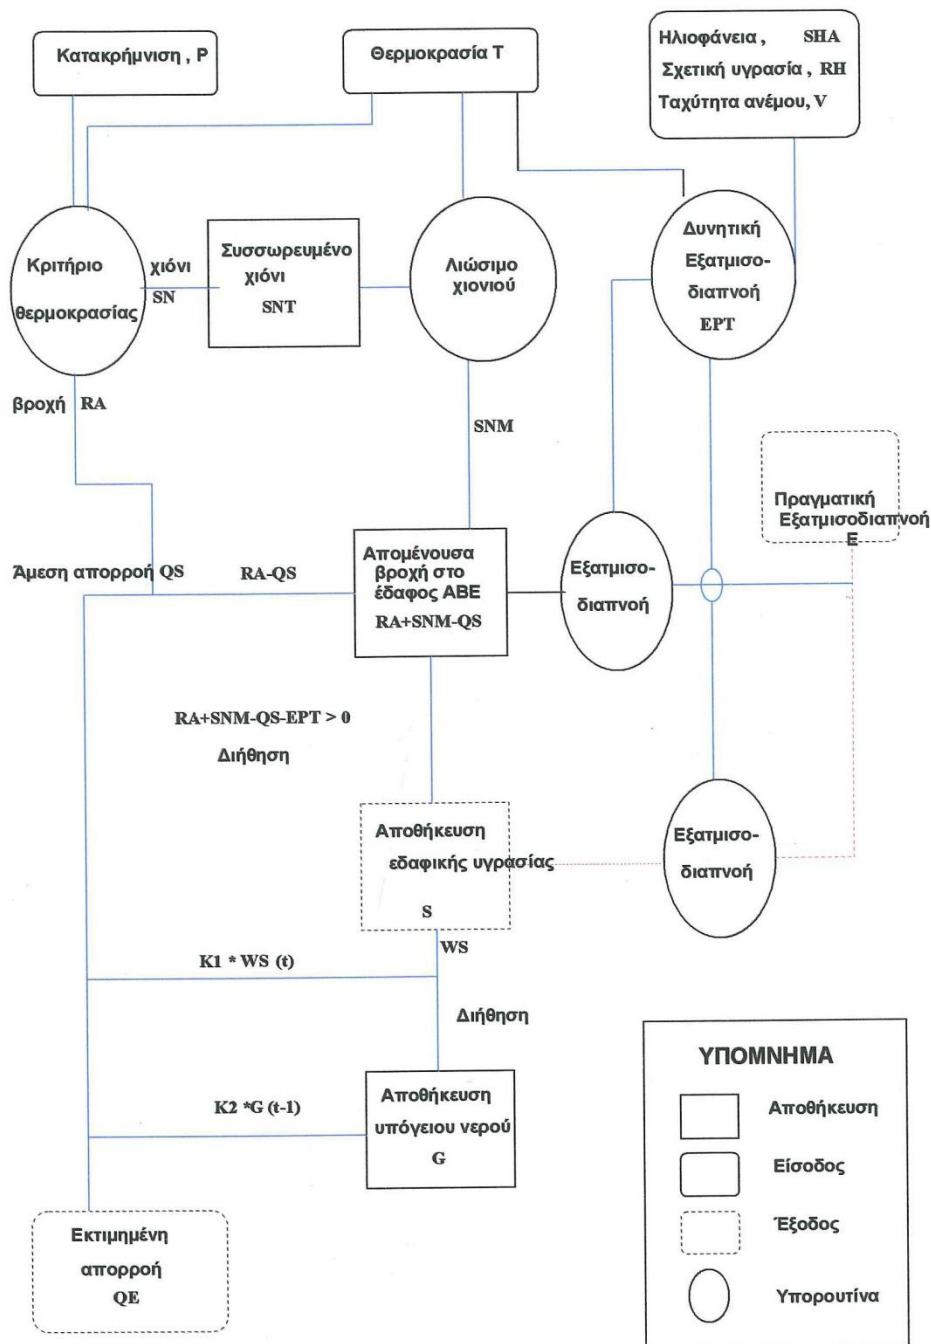 Κατακρήμνιση , P
Θερμοκρασία T
Ηλιοφάνεια , SHA
Σχετική υγρασία , RH
Ταχύτητα ανέμου, V
Κριτήριο
θερμοκρασίας
χιόνι
SN
Συσσωρευμένο
χιόνι
SNT
Λιώσιμο
χιονιού
Δυνητική
Εξατμισο-
διαπνοή
EPT
βροχή RA
SNM
Πραγματική
Εξατμισοδιαπνοή
E
Άμεση απορροή QS
RA-QS
Απομένουσα
βροχή στο
έδαφος ABE
RA+SNM-QS
Εξατμισο-
διαπνοή
RA+SNM-QS-EPT > 0
Διήθηση
Αποθήκευση
εδαφικής υγρασίας
S
Εξατμισο-
διαπνοή
WS
K1 * WS (t)
Διήθηση
K2 *G (t-1)
Αποθήκευση
υπόγειου νερού
G
Εκτιμημένη
απορροή
QE
ΥΠΟΜΝΗΜΑ
Αποθήκευση
Είσοδος
Έξοδος
Υπορουτίνα